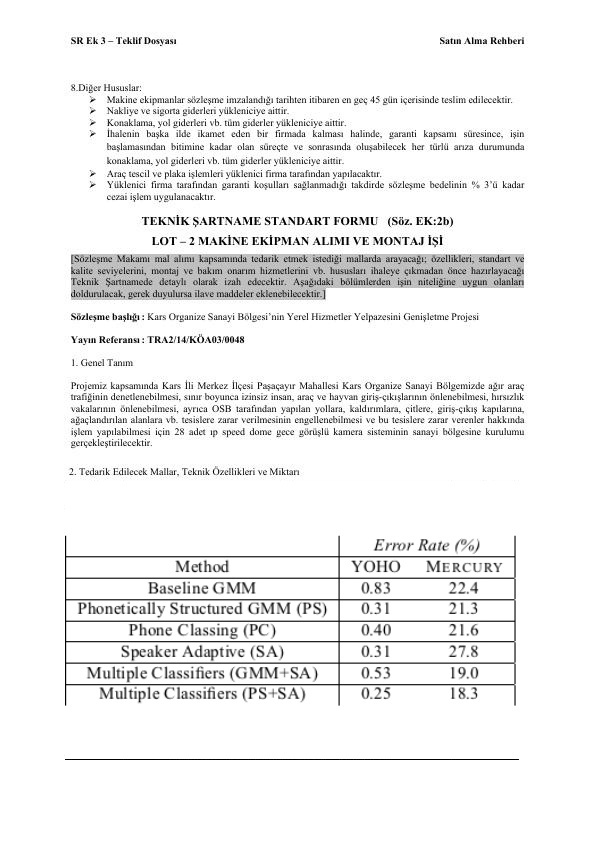 SR Ek 3 – Teklif Dosyası Satın Alma Rehberi
8.Diğer Hususlar:
➢ Makine ekipmanlar sözleşme imzalandığı tarihten itibaren en geç 45 gün içerisinde teslim edilecektir.
➢ Nakliye ve sigorta giderleri yükleniciye aittir.
➢ Konaklama, yol giderleri vb. tüm giderler yükleniciye aittir.
➢ İhalenin başka ilde ikamet eden bir firmada kalması halinde, garanti kapsamı süresince, işin
başlamasından bitimine kadar olan süreçte ve sonrasında oluşabilecek her türlü arıza durumunda
konaklama, yol giderleri vb. tüm giderler yükleniciye aittir.
➢ Araç tescil ve plaka işlemleri yüklenici firma tarafından yapılacaktır.
➢ Yüklenici firma tarafından garanti koşulları sağlanmadığı takdirde sözleşme bedelinin % 3’ü kadar
cezai işlem uygulanacaktır.
TEKNİK ŞARTNAME STANDART FORMU (Söz. EK:2b)
LOT – 2 MAKİNE EKİPMAN ALIMI VE MONTAJ İŞİ
[Sözleşme Makamı mal alımı kapsamında tedarik etmek istediği mallarda arayacağı; özellikleri, standart ve
kalite seviyelerini, montaj ve bakım onarım hizmetlerini vb. hususları ihaleye çıkmadan önce hazırlayacağı
Teknik Şartnamede detaylı olarak izah edecektir. Aşağıdaki bölümlerden işin niteliğine uygun olanları
doldurulacak, gerek duyulursa ilave maddeler eklenebilecektir.]
Sözleşme başlığı : Kars Organize Sanayi Bölgesi’nin Yerel Hizmetler Yelpazesini Genişletme Projesi
Yayın Referansı : TRA2/14/KÖA03/0048
1. Genel Tanım
Projemiz kapsamında Kars İli Merkez İlçesi Paşaçayır Mahallesi Kars Organize Sanayi Bölgemizde ağır araç
trafiğinin denetlenebilmesi, sınır boyunca izinsiz insan, araç ve hayvan giriş-çıkışlarının önlenebilmesi, hırsızlık
vakalarının önlenebilmesi, ayrıca OSB tarafından yapılan yollara, kaldırımlara, çitlere, giriş-çıkış kapılarına,
ağaçlandırılan alanlara vb. tesislere zarar verilmesinin engellenebilmesi ve bu tesislere zarar verenler hakkında
işlem yapılabilmesi için 28 adet ıp speed dome gece görüşlü kamera sisteminin sanayi bölgesine kurulumu
gerçekleştirilecektir.
2. Tedarik Edilecek Mallar, Teknik Özellikleri ve Miktarı
Error Rate (%)
Method YOHO MERCURY
Baseline GMM 0.83 22.4
Phonetically Structured GMM (PS) 0.31 21.3
Phone Classing (PC) 0.40 21.6
Speaker Adaptive (SA) 0.31 27.8
Multiple Classifiers (GMM+SA) 0.53 19.0
Multiple Classifiers (PS+SA) 0.25 18.3